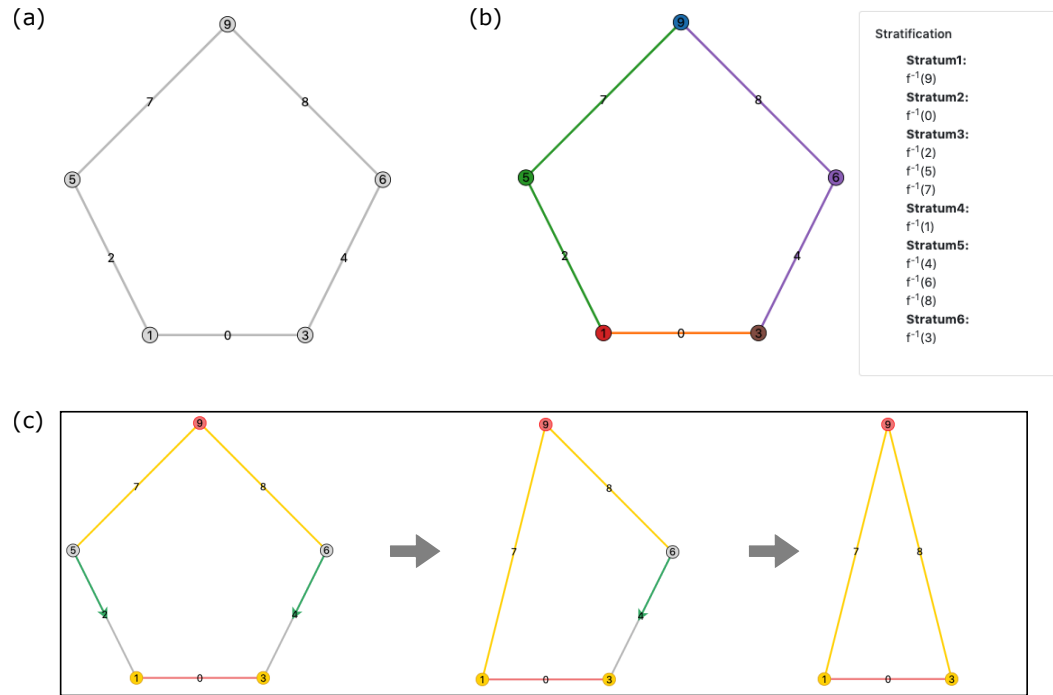 (a)
9
7
8
5
6
2
4
1
0
3
(b)
9
7
8
5
6
2
4
1
0
3
Stratification
Stratum1:
f⁻¹(9)
Stratum2:
f⁻¹(0)
Stratum3:
f⁻¹(2)
f⁻¹(5)
f⁻¹(7)
Stratum4:
f⁻¹(1)
Stratum5:
f⁻¹(4)
f⁻¹(6)
f⁻¹(8)
Stratum6:
f⁻¹(3)
(c)
9
7
8
5
6
2
4
1
0
3
9
8
7
6
4
1
0
3
9
7
8
1
0
3